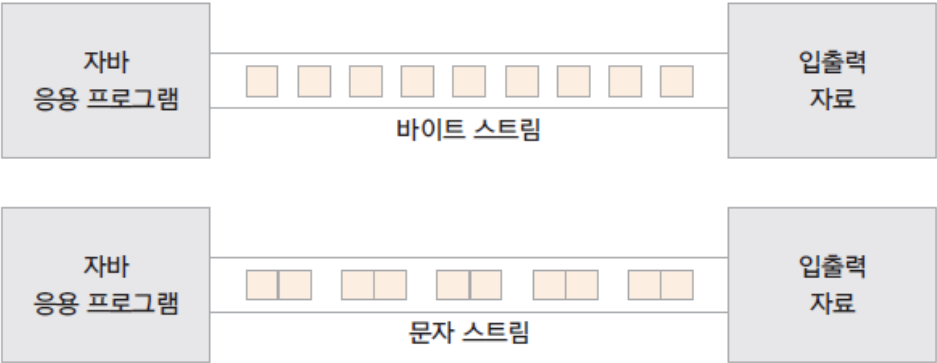 자바
응용 프로그램
바이트 스트림
입출력
자료
자바
응용 프로그램
문자 스트림
입출력
자료